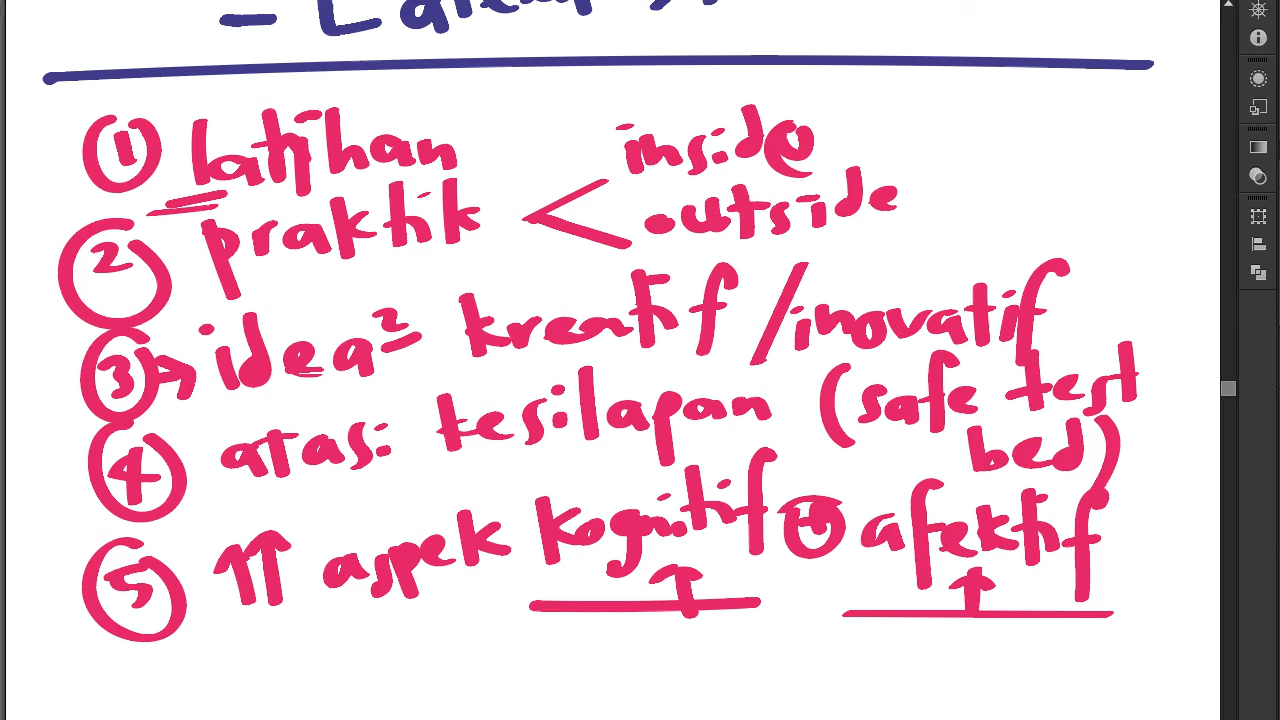 ① latihan
② praktik < inside
outside
③ → idea² kreatif / inovatif
④ atasi kesilapan (safe test
bed)
⑤ ↑↑ aspek kognitif ⊕ afektif